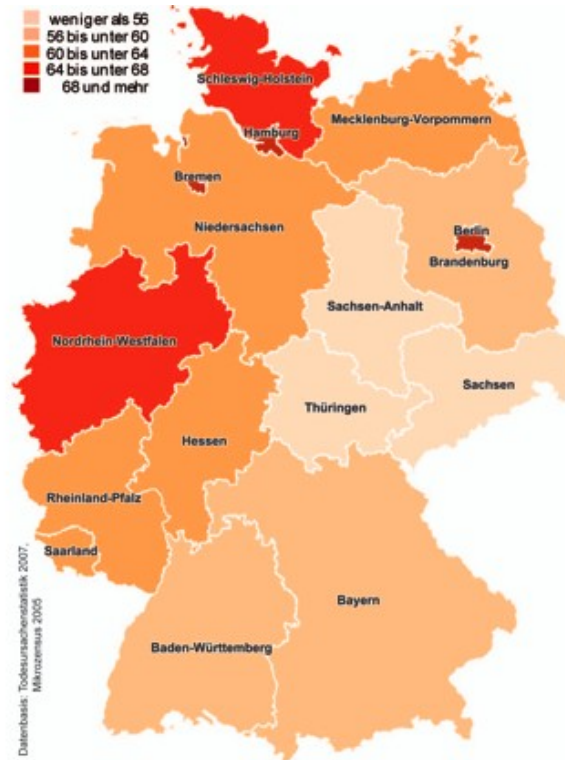 weniger als 56
56 bis unter 60
60 bis unter 64
64 bis unter 68
68 und mehr
Schleswig-Holstein
Mecklenburg-Vorpommern
Hamburg
Bremen
Niedersachsen
Berlin
Brandenburg
Sachsen-Anhalt
Nordrhein-Westfalen
Sachsen
Thüringen
Hessen
Rheinland-Pfalz
Saarland
Bayern
Baden-Württemberg
Datenbasis: Todesursachenstatistik 2007,
Mikrozensus 2005